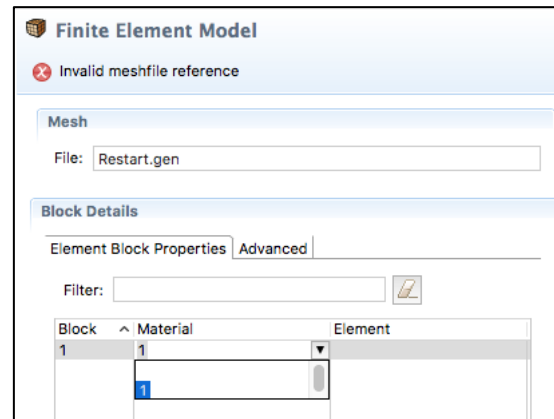 Finite Element Model
Invalid meshfile reference
Mesh
File: Restart.gen
Block Details
Element Block Properties Advanced
Filter:
Block Material Element
1 1
1